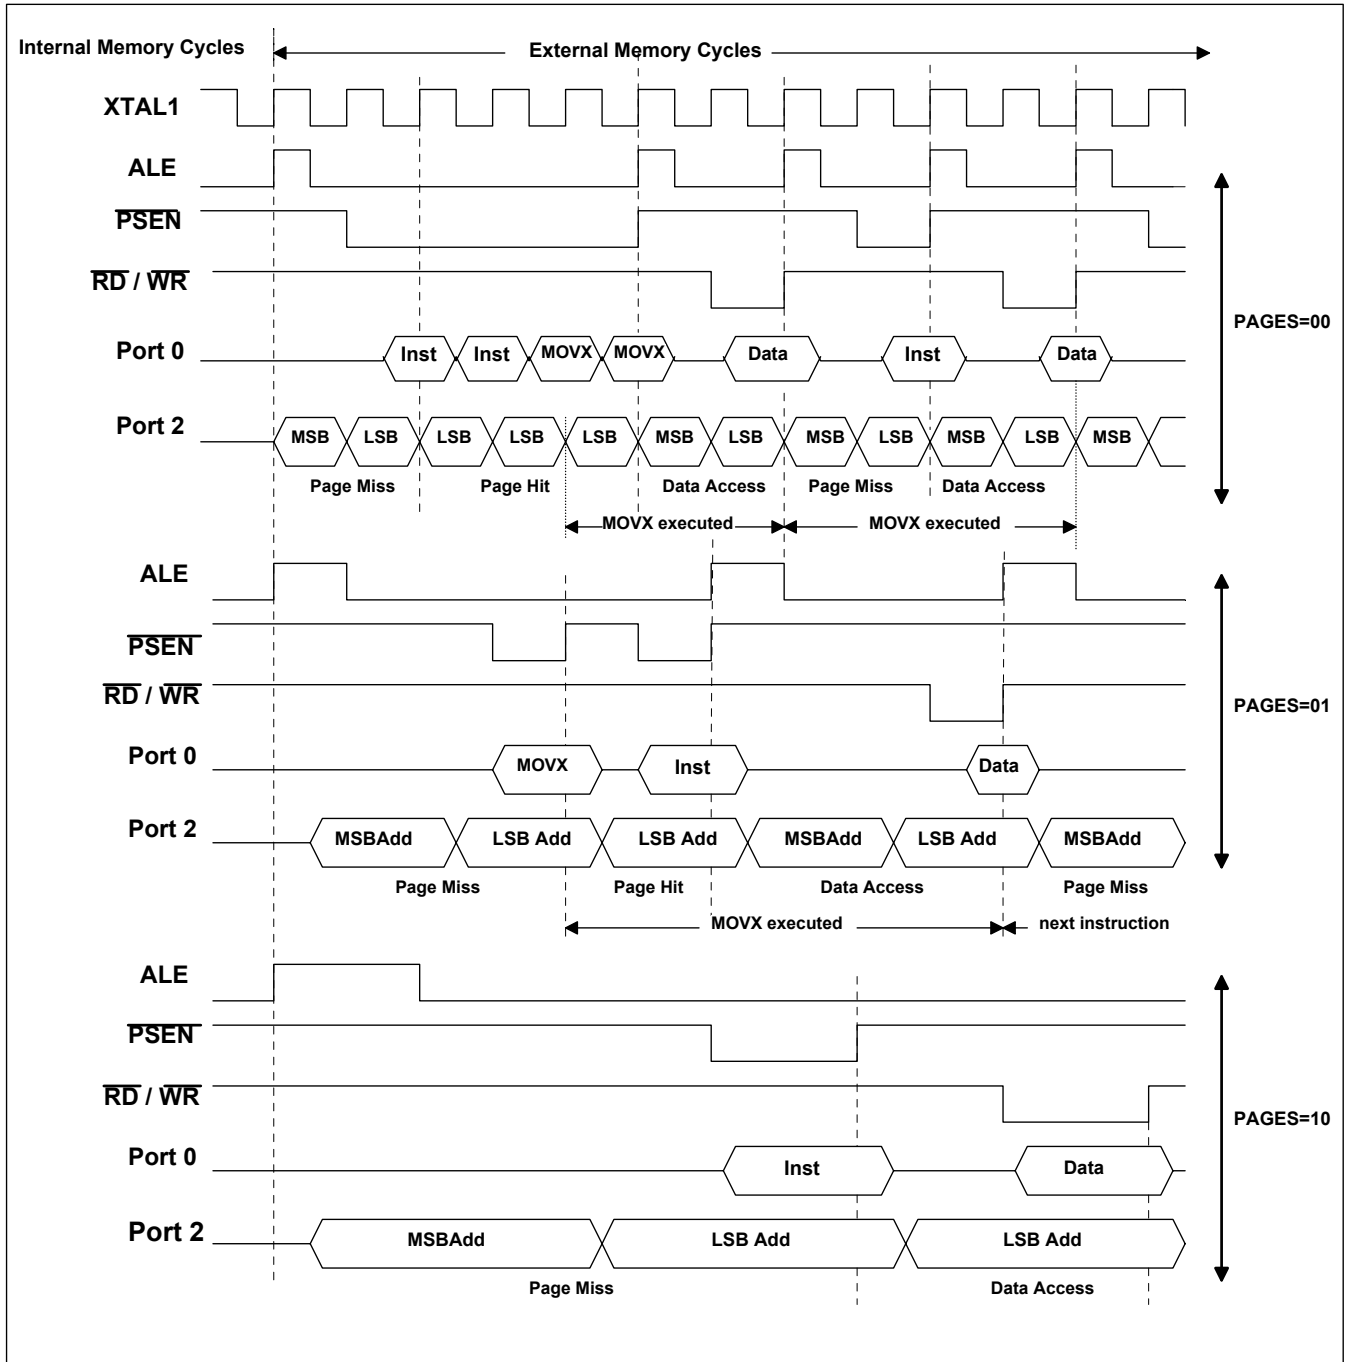 Internal Memory Cycles External Memory Cycles
XTAL1
ALE
PSEN
RD / WR
PAGES=00
Port 0 Inst Inst MOVX MOVX Data Inst Data
Port 2 MSB LSB LSB LSB LSB MSB LSB MSB LSB MSB LSB MSB
Page Miss Page Hit Data Access Page Miss Data Access
MOVX executed MOVX executed
ALE
PSEN
RD / WR
PAGES=01
Port 0 MOVX Inst Data
Port 2 MSBAdd LSB Add LSB Add MSBAdd LSB Add MSBAdd
Page Miss Page Hit Data Access Page Miss
MOVX executed next instruction
ALE
PSEN
RD / WR
PAGES=10
Port 0 Inst Data
Port 2 MSBAdd LSB Add LSB Add
Page Miss Data Access